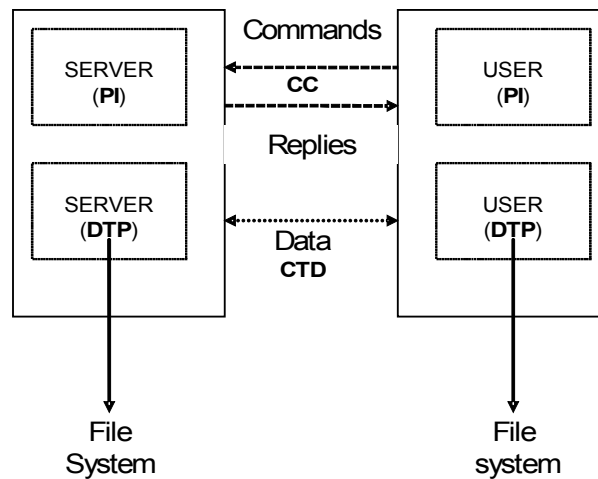 Commands
SERVER
(PI)
CC
USER
(PI)
Replies
SERVER
(DTP)
Data
CTD
USER
(DTP)
File
System
File
system